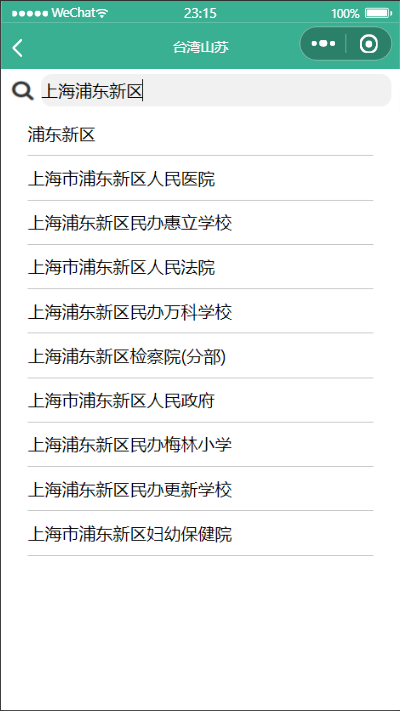 WeChat
23:15
100%
台湾山苏
上海浦东新区
浦东新区
上海市浦东新区人民医院
上海浦东新区民办惠立学校
上海市浦东新区人民法院
上海浦东新区民办万科学校
上海浦东新区检察院(分部)
上海市浦东新区人民政府
上海浦东新区民办梅林小学
上海浦东新区民办更新学校
上海市浦东新区妇幼保健院